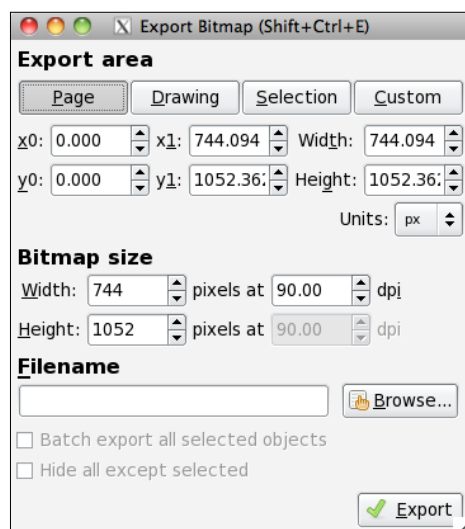 Export Bitmap (Shift+Ctrl+E)
Export area
Page Drawing Selection Custom
x0: 0.000 x1: 744.094 Width: 744.094
y0: 0.000 y1: 1052.362 Height: 1052.362
Units: px
Bitmap size
Width: 744 pixels at 90.00 dpi
Height: 1052 pixels at 90.00 dpi
Filename
Browse...
Batch export all selected objects
Hide all except selected
Export